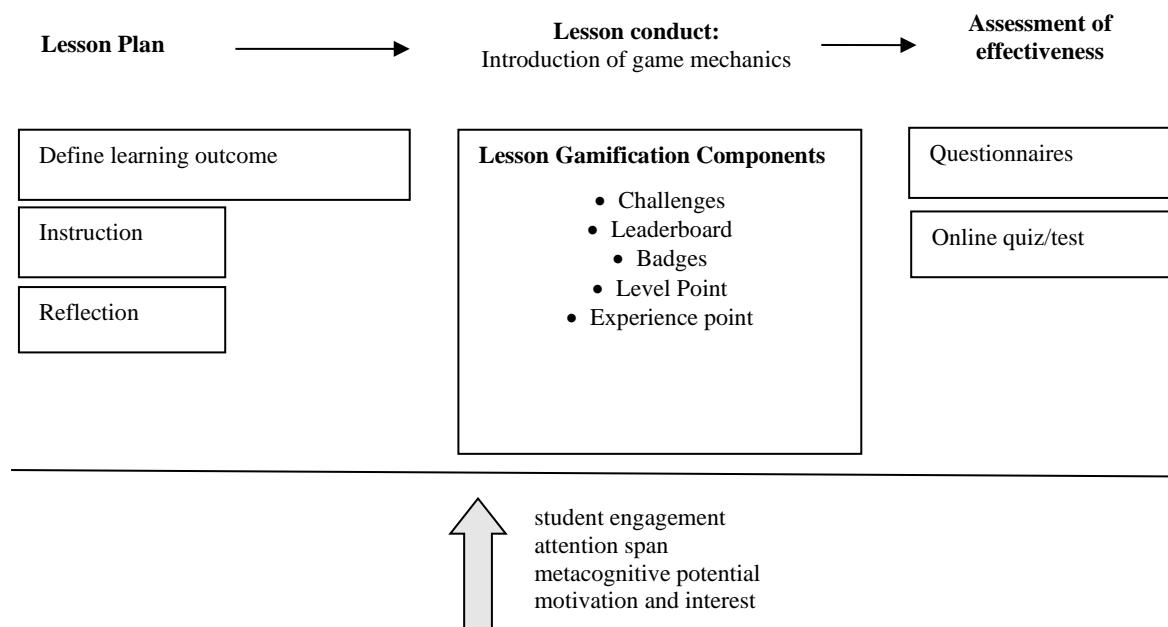 Lesson Plan
Lesson conduct:
Introduction of game mechanics
Assessment of
effectiveness
Define learning outcome
Instruction
Reflection
Lesson Gamification Components
• Challenges
• Leaderboard
• Badges
• Level Point
• Experience point
Questionnaires
Online quiz/test
student engagement
attention span
metacognitive potential
motivation and interest